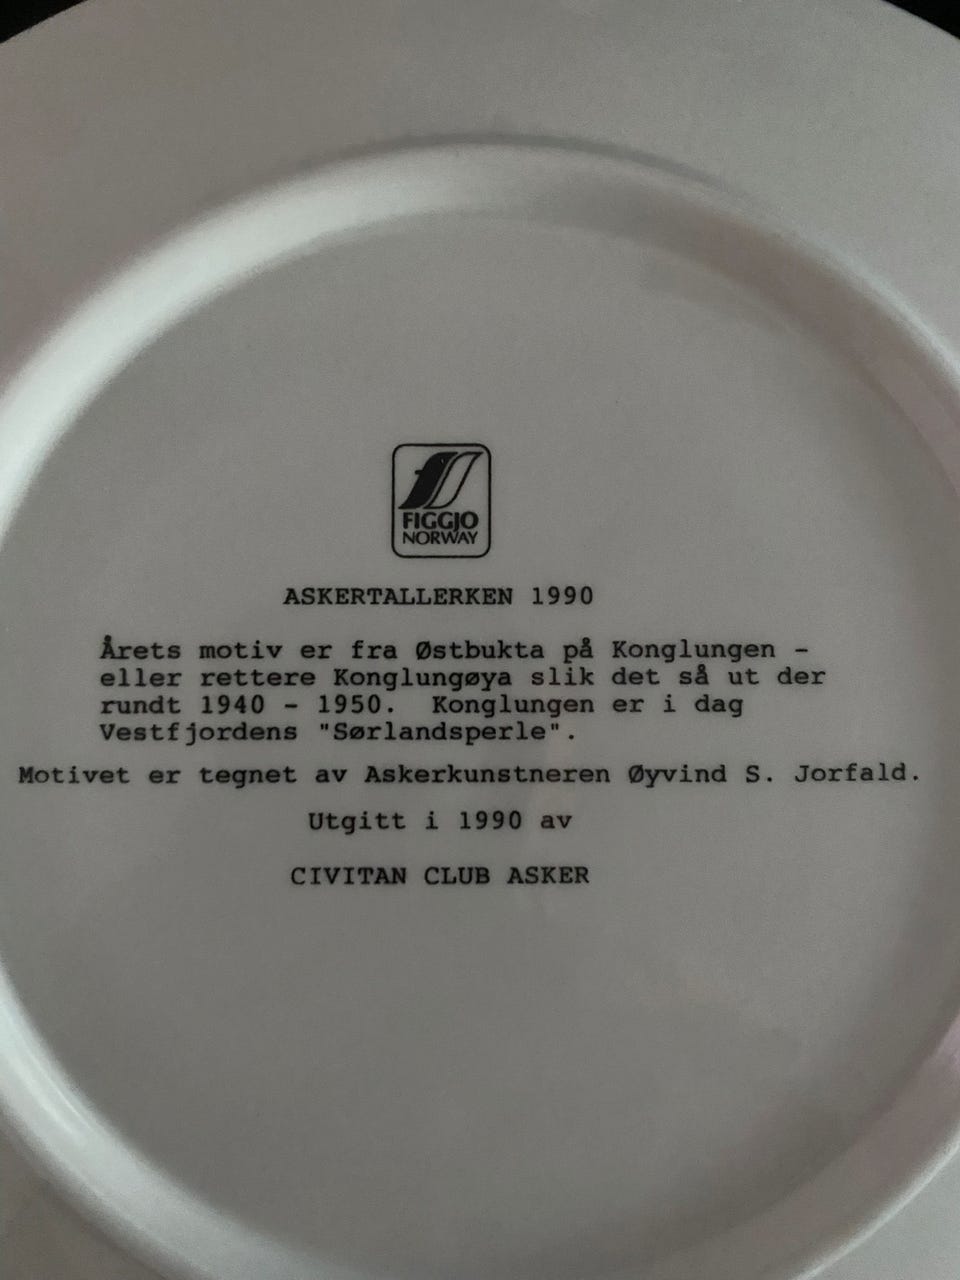 FIGGJO
NORWAY
ASKERTALLERKEN 1990
Årets motiv er fra Østbukta på Konglungen -
eller rettere Konglungøya slik det så ut der
rundt 1940 - 1950. Konglungen er i dag
Vestfjordens "Sørlandsperle".
Motivet er tegnet av Askerkunstneren Øyvind S. Jorfald.
Utgitt i 1990 av
CIVITAN CLUB ASKER